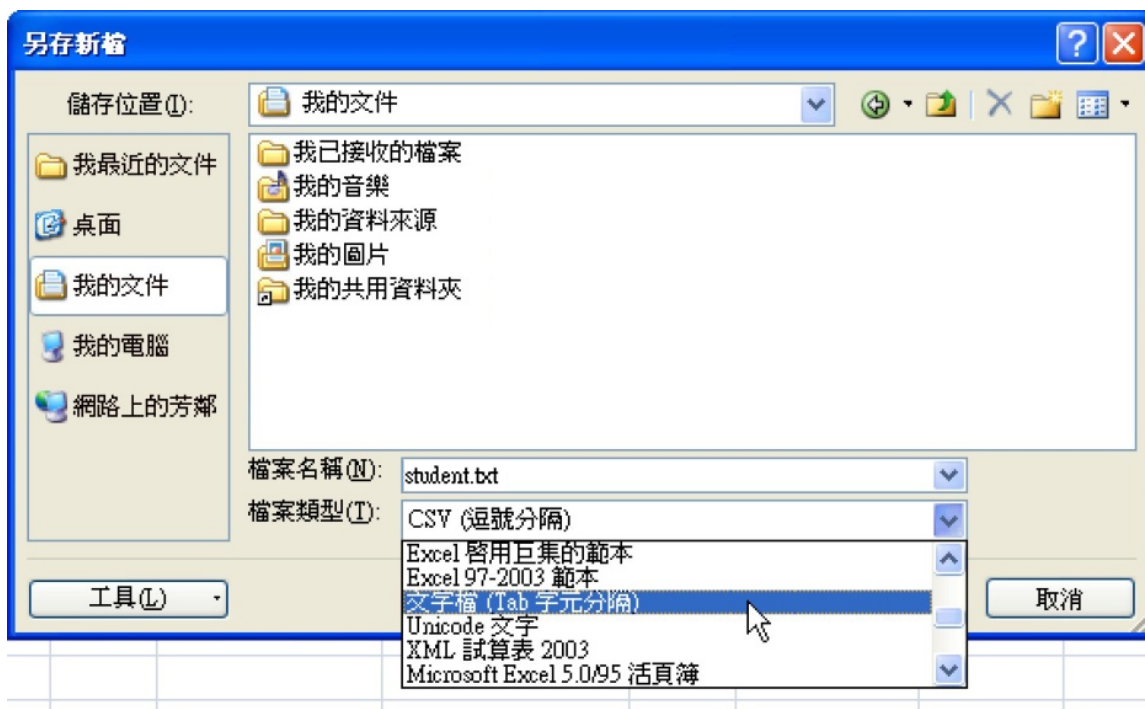 另存新檔
儲存位置(I):
我的文件
我最近的文件
桌面
我的文件
我的電腦
網路上的芳鄰
我已接收的檔案
我的音樂
我的資料來源
我的圖片
我的共用資料夾
檔案名稱(N):
student.txt
檔案類型(T):
CSV (逗號分隔)
Excel 啟用巨集的範本
Excel 97-2003 範本
文字檔 (Tab 字元分隔)
Unicode 文字
XML 試算表 2003
Microsoft Excel 5.0/95 活頁簿
工具(L)
取消